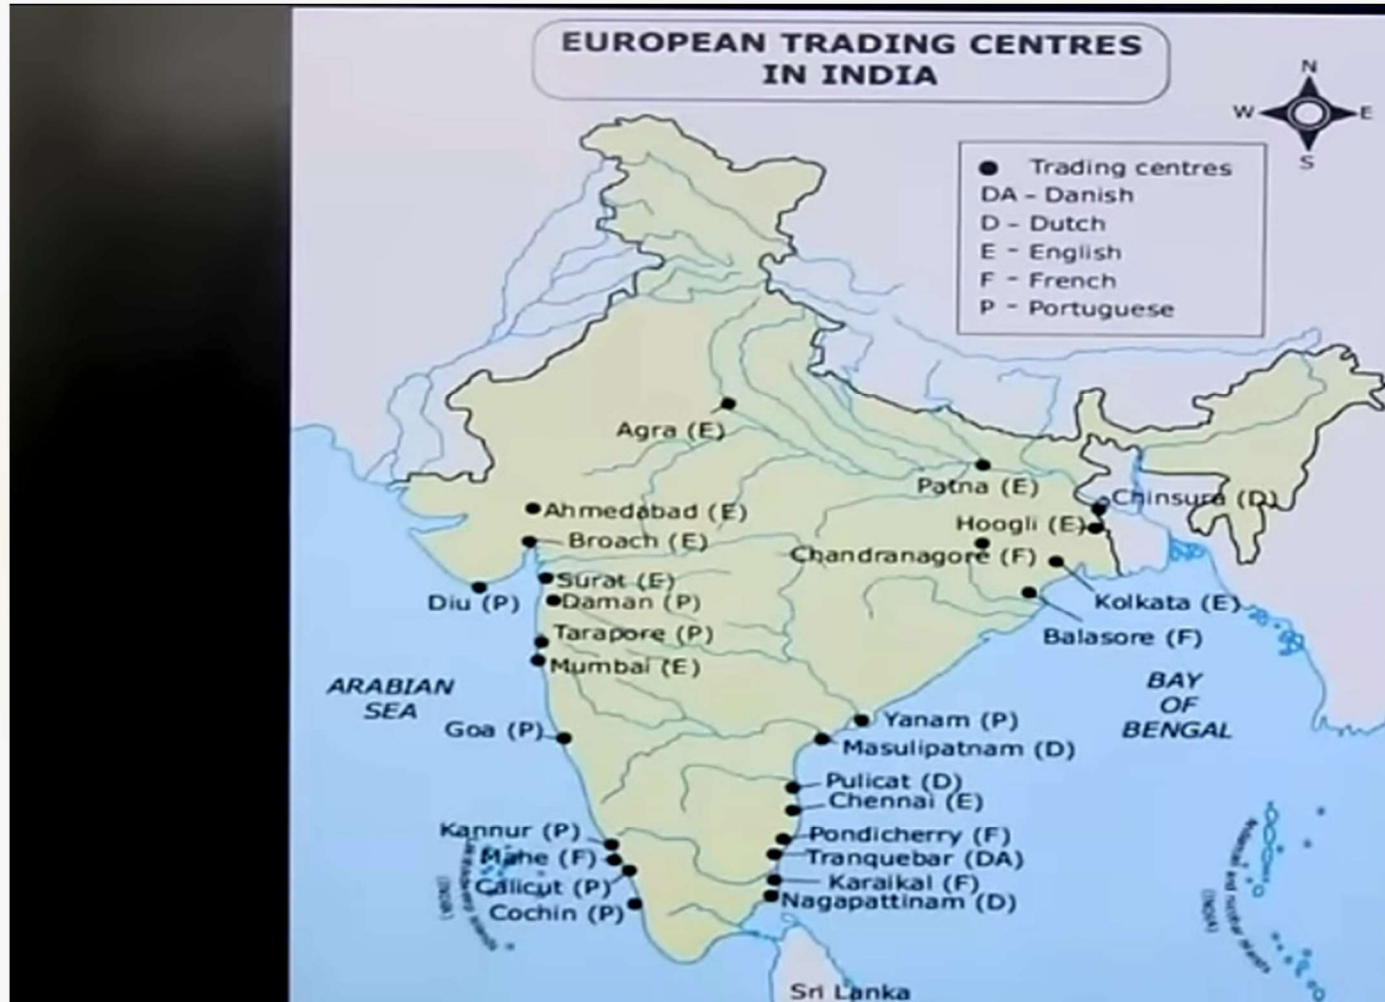 EUROPEAN TRADING CENTRES
IN INDIA
N
W E
S
Trading centres
DA - Danish
D - Dutch
E - English
F - French
P - Portuguese
Agra (E)
Patna (E)
Chinsura (D)
Ahmedabad (E)
Hoogli (E)
Broach (E)
Chandranagore (F)
Surat (E)
Diu (P)
Daman (P)
Kolkata (E)
Tarapore (P)
Balasore (F)
Mumbai (E)
ARABIAN
SEA
BAY
OF
BENGAL
Goa (P)
Yanam (P)
Masulipatnam (D)
Pulicat (D)
Chennai (E)
Kannur (P)
Pondicherry (F)
Mahe (F)
Tranquebar (DA)
Calicut (P)
Karaikal (F)
Cochin (P)
Nagapattinam (D)
(INDIA)
(INDIA)
Sri Lanka